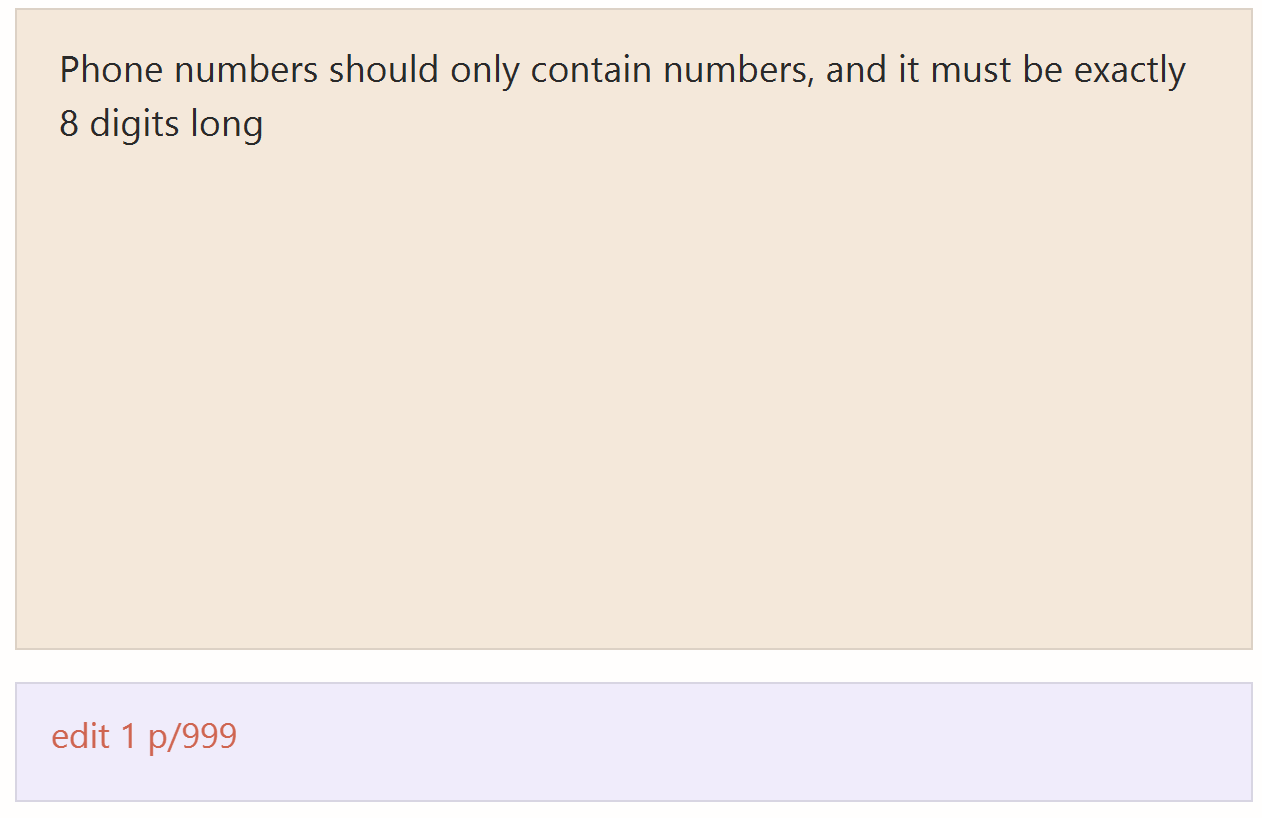 Phone numbers should only contain numbers, and it must be exactly
8 digits long
edit 1 p/999